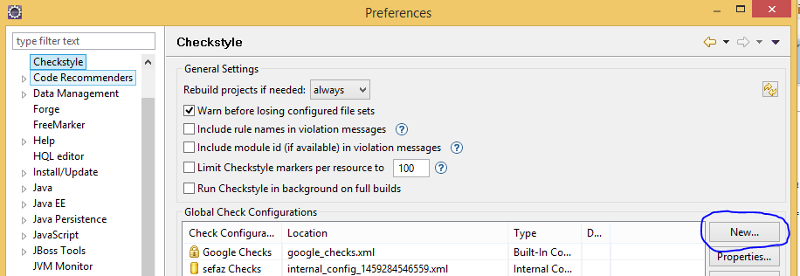 Preferences
type filter text
Checkstyle
Code Recommenders
Data Management
Forge
FreeMarker
Help
HQL editor
Install/Update
Java
Java EE
Java Persistence
JavaScript
JBoss Tools
JVM Monitor
Checkstyle
General Settings
Rebuild projects if needed: always
Warn before losing configured file sets
Include rule names in violation messages
Include module id (if available) in violation messages
Limit Checkstyle markers per resource to 100
Run Checkstyle in background on full builds
Global Check Configurations
Check Configura... Location Type D...
Google Checks google_checks.xml Built-In Co...
sefaz Checks internal_config_1459284546559.xml Internal Co...
New...
Properties...